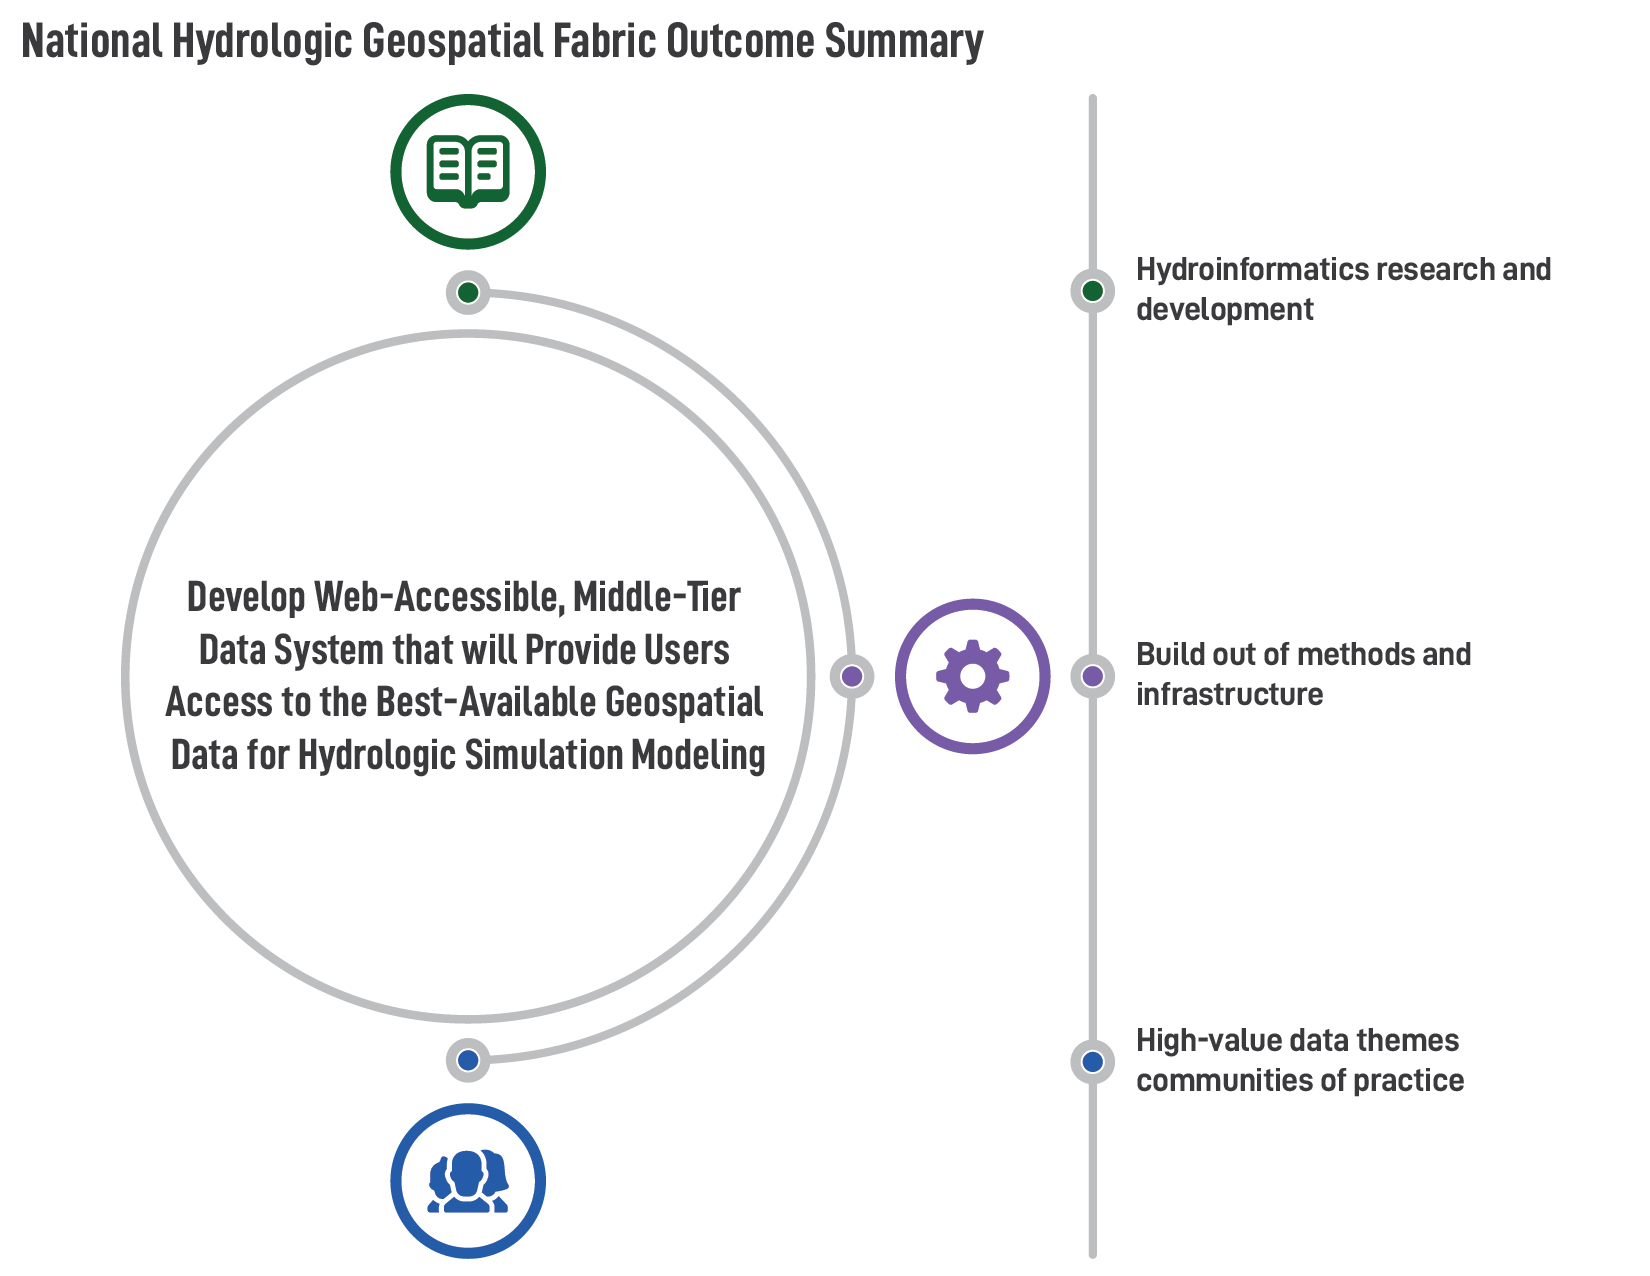 National Hydrologic Geospatial Fabric Outcome Summary
Develop Web-Accessible, Middle-Tier
Data System that will Provide Users
Access to the Best-Available Geospatial
Data for Hydrologic Simulation Modeling
Hydroinformatics research and
development
Build out of methods and
infrastructure
High-value data themes
communities of practice